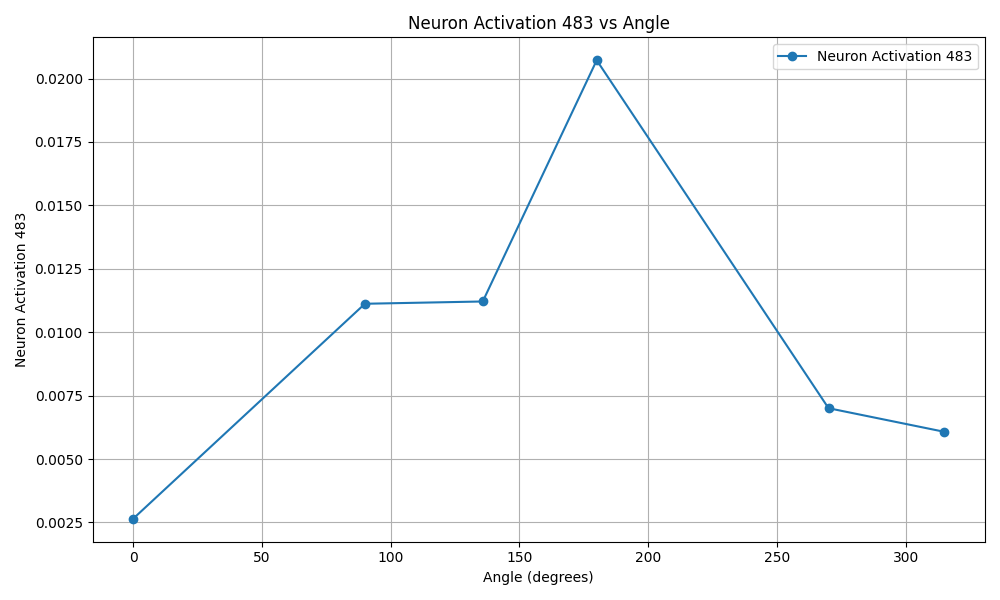 Neuron Activation 483 vs Angle
Neuron Activation 483
0.0200
0.0175
0.0150
0.0125
0.0100
0.0075
0.0050
0.0025
Neuron Activation 483
0 50 100 150 200 250 300
Angle (degrees)